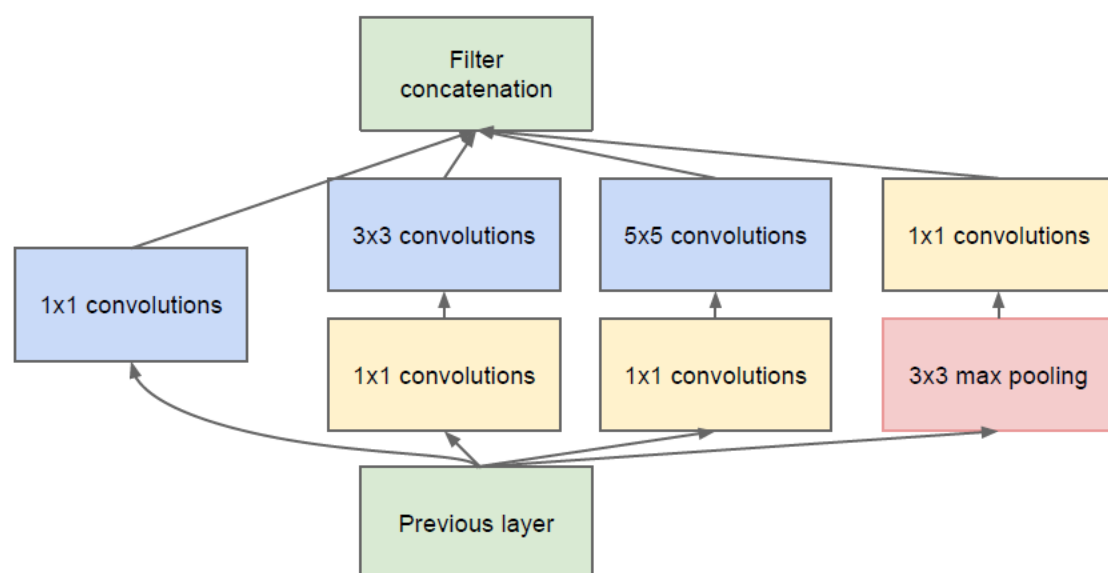 Filter
concatenation
3x3 convolutions
5x5 convolutions
1x1 convolutions
1x1 convolutions
1x1 convolutions
1x1 convolutions
3x3 max pooling
Previous layer